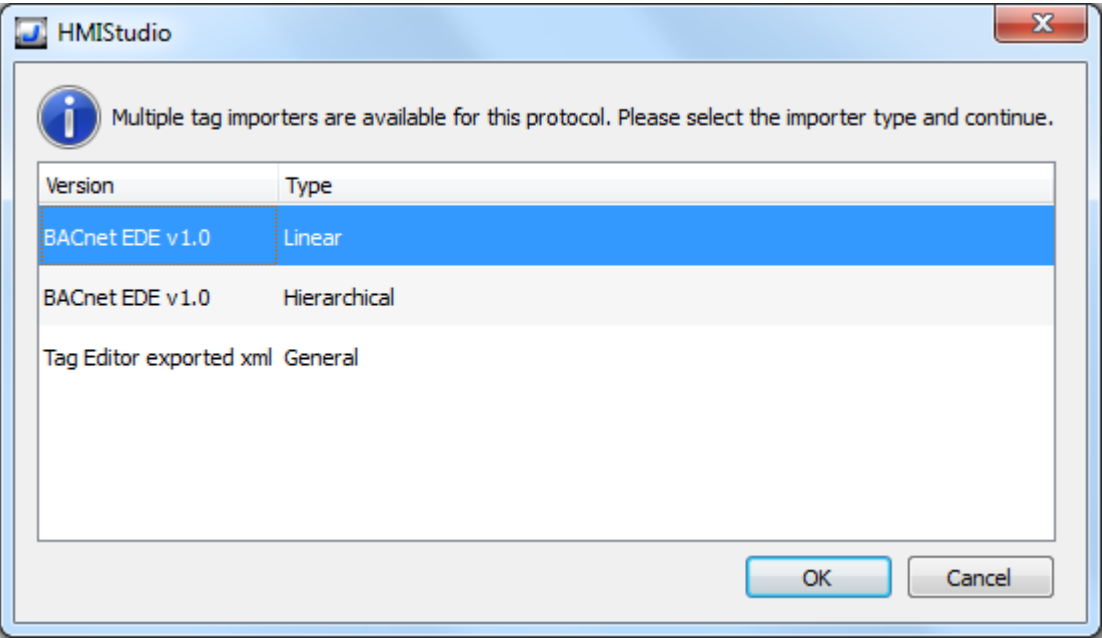 HMIStudio
Multiple tag importers are available for this protocol. Please select the importer type and continue.
Version Type
BACnet EDE v1.0 Linear
BACnet EDE v1.0 Hierarchical
Tag Editor exported xml General
OK Cancel